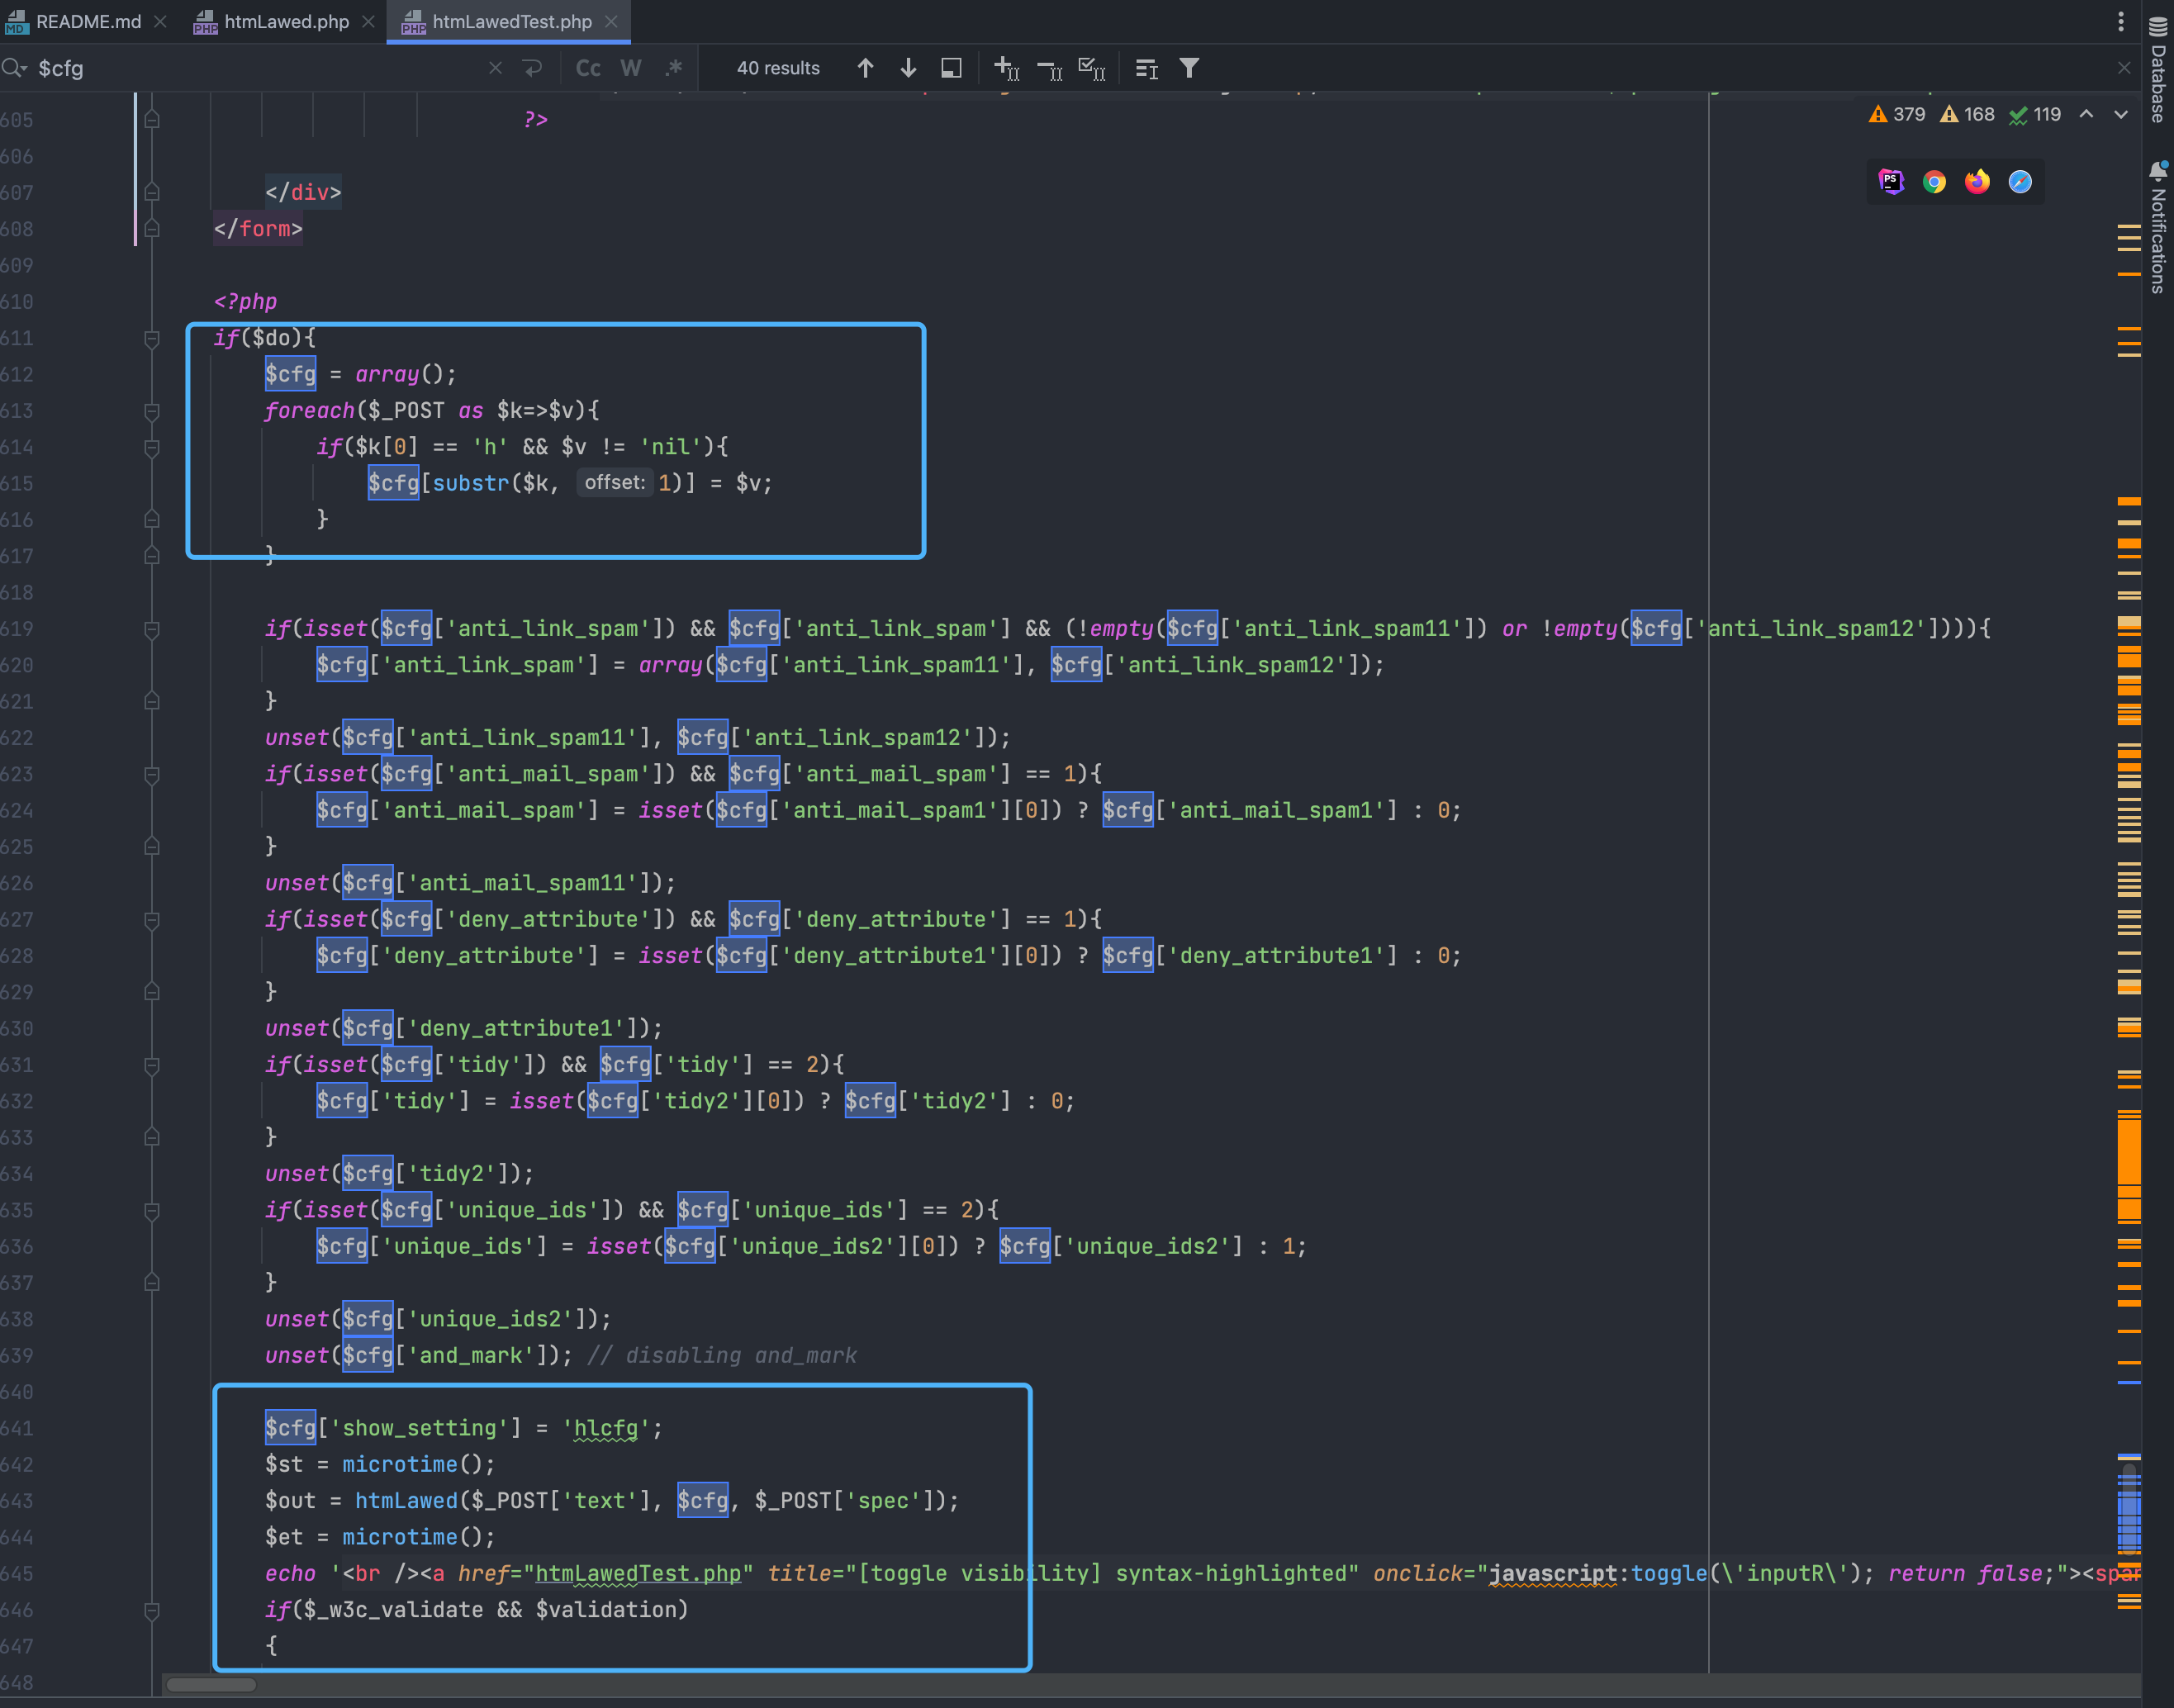 README.md
htmLawed.php
htmLawedTest.php
$cfg
Cc W .*
40 results
379 168 119
Database
Notifications
605 ?>
606
607 </div>
608 </form>
609
610 <?php
611 if($do){
612 $cfg = array();
613 foreach($_POST as $k=>$v){
614 if($k[0] == 'h' && $v != 'nil'){
615 $cfg[substr($k, offset: 1)] = $v;
616 }
617 }
618
619 if(isset($cfg['anti_link_spam']) && $cfg['anti_link_spam'] && (!empty($cfg['anti_link_spam11']) or !empty($cfg['anti_link_spam12']))){
620 $cfg['anti_link_spam'] = array($cfg['anti_link_spam11'], $cfg['anti_link_spam12']);
621 }
622 unset($cfg['anti_link_spam11'], $cfg['anti_link_spam12']);
623 if(isset($cfg['anti_mail_spam']) && $cfg['anti_mail_spam'] == 1){
624 $cfg['anti_mail_spam'] = isset($cfg['anti_mail_spam1'][0]) ? $cfg['anti_mail_spam1'] : 0;
625 }
626 unset($cfg['anti_mail_spam11']);
627 if(isset($cfg['deny_attribute']) && $cfg['deny_attribute'] == 1){
628 $cfg['deny_attribute'] = isset($cfg['deny_attribute1'][0]) ? $cfg['deny_attribute1'] : 0;
629 }
630 unset($cfg['deny_attribute1']);
631 if(isset($cfg['tidy']) && $cfg['tidy'] == 2){
632 $cfg['tidy'] = isset($cfg['tidy2'][0]) ? $cfg['tidy2'] : 0;
633 }
634 unset($cfg['tidy2']);
635 if(isset($cfg['unique_ids']) && $cfg['unique_ids'] == 2){
636 $cfg['unique_ids'] = isset($cfg['unique_ids2'][0]) ? $cfg['unique_ids2'] : 1;
637 }
638 unset($cfg['unique_ids2']);
639 unset($cfg['and_mark']); // disabling and_mark
640
641 $cfg['show_setting'] = 'hlcfg';
642 $st = microtime();
643 $out = htmLawed($_POST['text'], $cfg, $_POST['spec']);
644 $et = microtime();
645 echo '<br /><a href="htmLawedTest.php" title="[toggle visibility] syntax-highlighted" onclick="javascript:toggle(\'inputR\'); return false;"><span
646 if($_w3c_validate && $validation)
647 {
648